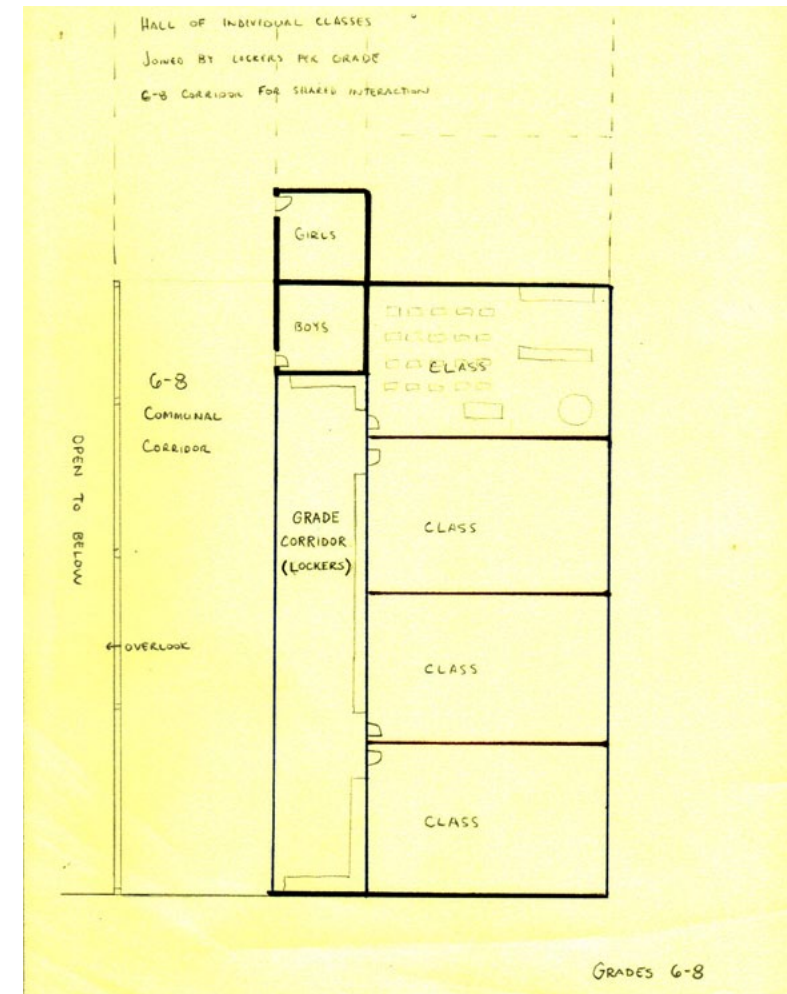 HALL OF INDIVIDUAL CLASSES
JOINED BY LOCKERS PER GRADE
6-8 CORRIDOR FOR SHARED INTERACTION
GIRLS
BOYS
CLASS
6-8
COMMUNAL
CORRIDOR
OPEN TO BELOW
GRADE
CORRIDOR
(LOCKERS)
CLASS
OVERLOOK
CLASS
CLASS
GRADES 6-8